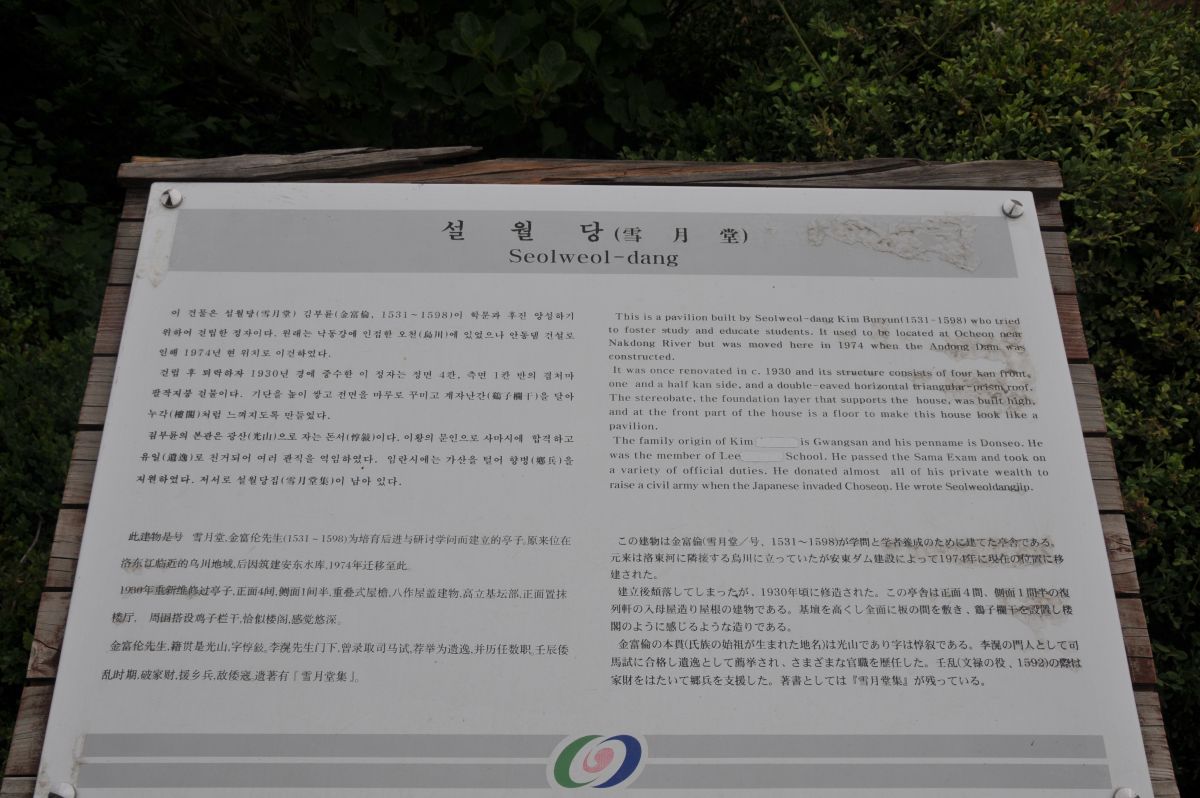 설 월 당 (雪 月 堂)
Seolweol-dang
이 건물은 설월당(雪月堂) 김부륜(金富倫, 1531~1598)이 학문과 후진 양성하기
위하여 건립한 정자이다. 원래는 낙동강에 인접한 오천(烏川)에 있었으나 안동댐 건설로
인해 1974년 현 위치로 이건하였다.
건립 후 퇴락하자 1930년 경에 중수한 이 정자는 정면 4칸, 측면 1칸 반의 겹처마
팔작지붕 건물이다. 기단을 높이 쌓고 전면을 마루로 꾸미고 계자난간(鷄子欄干)을 달아
누각(樓閣)처럼 느껴지도록 만들었다.
김부륜의 본관은 광산(光山)으로 자는 돈서(惇敍)이다. 이황의 문인으로 사마시에 합격하고
유일(遺逸)로 천거되어 여러 관직을 역임하였다. 임란시에는 가산을 털어 향병(鄕兵)을
지원하였다. 저서로 설월당집(雪月堂集)이 남아 있다.
This is a pavilion built by Seolweol-dang Kim Buryun(1531-1598) who tried
to foster study and educate students. It used to be located at Ocheon near
Nakdong River but was moved here in 1974 when the Andong Dam was
constructed.
It was once renovated in c. 1930 and its structure consists of four kan front,
one and a half kan side, and a double-eaved horizontal triangular-prism roof.
The stereobate, the foundation layer that supports the house, was built high,
and at the front part of the house is a floor to make this house look like a
pavilion.
The family origin of Kim is Gwangsan and his penname is Donseo. He
was the member of Lee School. He passed the Sama Exam and took on
a variety of official duties. He donated almost all of his private wealth to
raise a civil army when the Japanese invaded Choseon. He wrote Seolweoldangjip.
此建物是号 雪月堂,金富伦先生(1531~1598)为培育后进与研讨学问而建立的亭子,原来位在
洛东江临近的乌川地域,后因筑建安东水库,1974年迁移至此.
1930年重新维修过亭子,正面4间,侧面1间半,重叠式屋檐,八作屋盖建物,高立基坛部,正面置抹
楼厅, 周围搭设鸡子栏干,恰似楼阁,感觉悠深。
金富伦先生,籍贯是光山,字惇敍,李滉先生门下,曾录取司马试,荐举为遗逸,并历任数职,壬辰倭
乱时期,破家财,援乡兵,敌倭寇,遗著有「雪月堂集」。
この建物は金富倫(雪月堂／号、1531～1598)が学問と学者養成のために建てた亭舎である。
元来は洛東河に隣接する烏川に立っていたが安東ダム建設によって1974年に現在の位置に移
建された。
建立後頽落してしまったが、1930年頃に修造された。この亭舎は正面４間、側面１間半の復
列軒の入母屋造り屋根の建物である。基壇を高くし全面に板の間を敷き、鶏子欄干を設置し楼
閣のように感じるような造りである。
金富倫の本貫(氏族の始祖が生まれた地名)は光山であり字は惇叙である。李滉の門人として司
馬試に合格し遺逸として薦挙され、さまざまな官職を歴任した。壬乱(文禄の役、1592)の際は
家財をはたいて郷兵を支援した。著書としては『雪月堂集』が残っている。